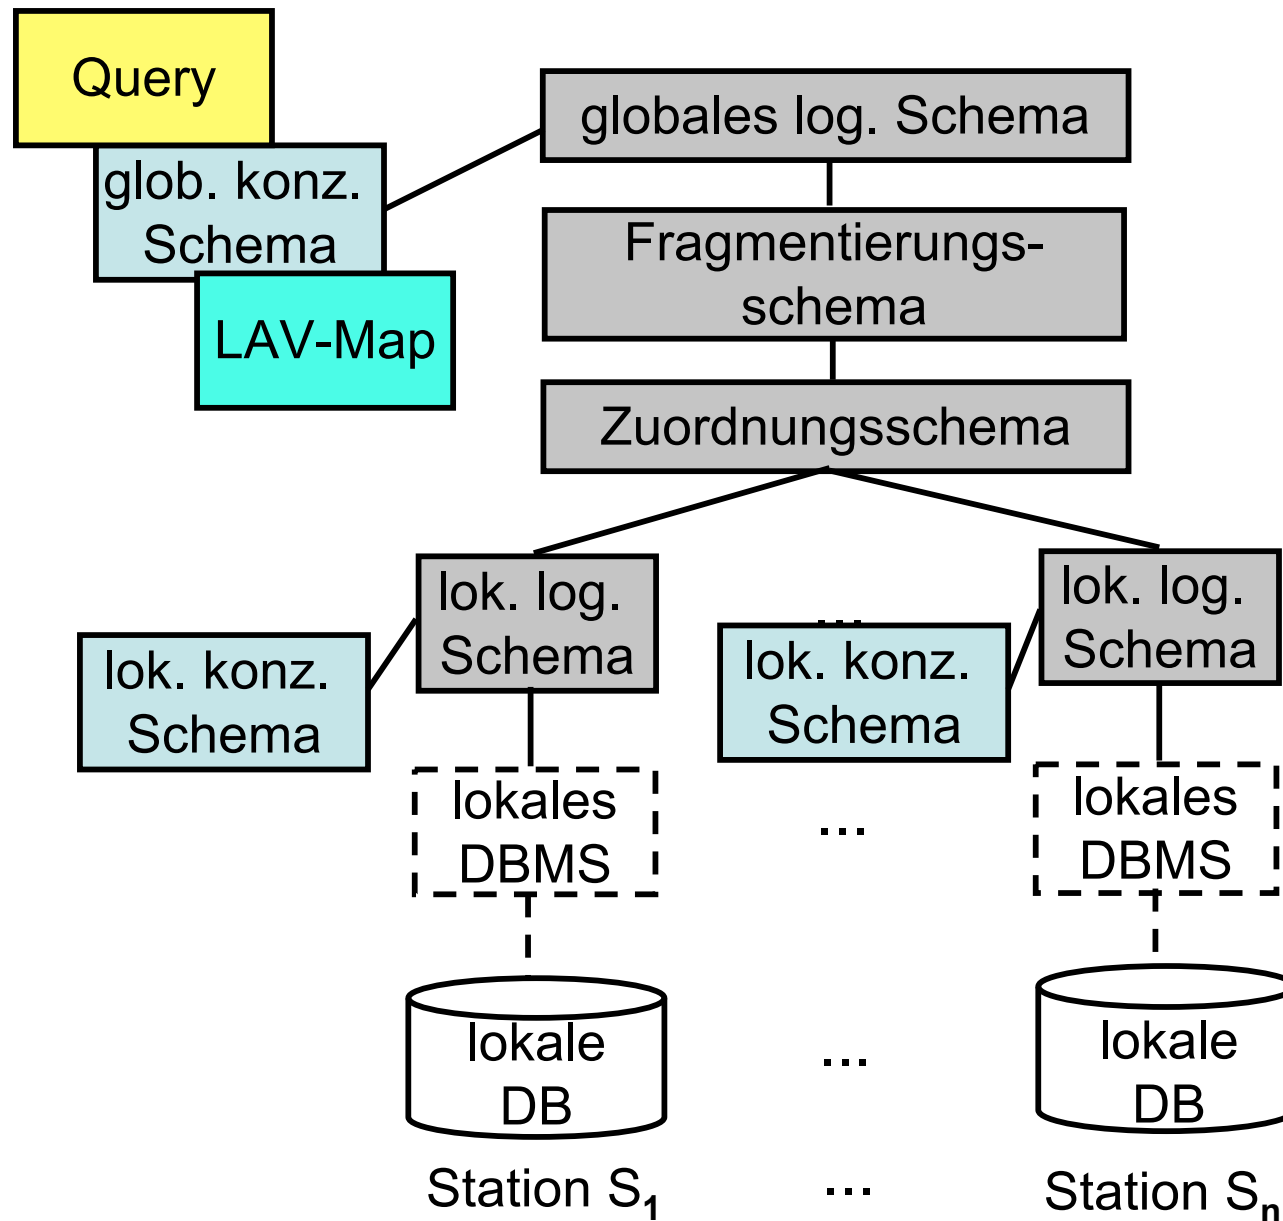 Query
globales log. Schema
glob. konz.
Schema
Fragmentierungs-
schema
LAV-Map
Zuordnungsschema
lok. log.
Schema
...
lok. log.
Schema
lok. konz.
Schema
lok. konz.
Schema
lokales
DBMS
...
lokales
DBMS
lokale
DB
...
lokale
DB
Station S1
...
Station Sn